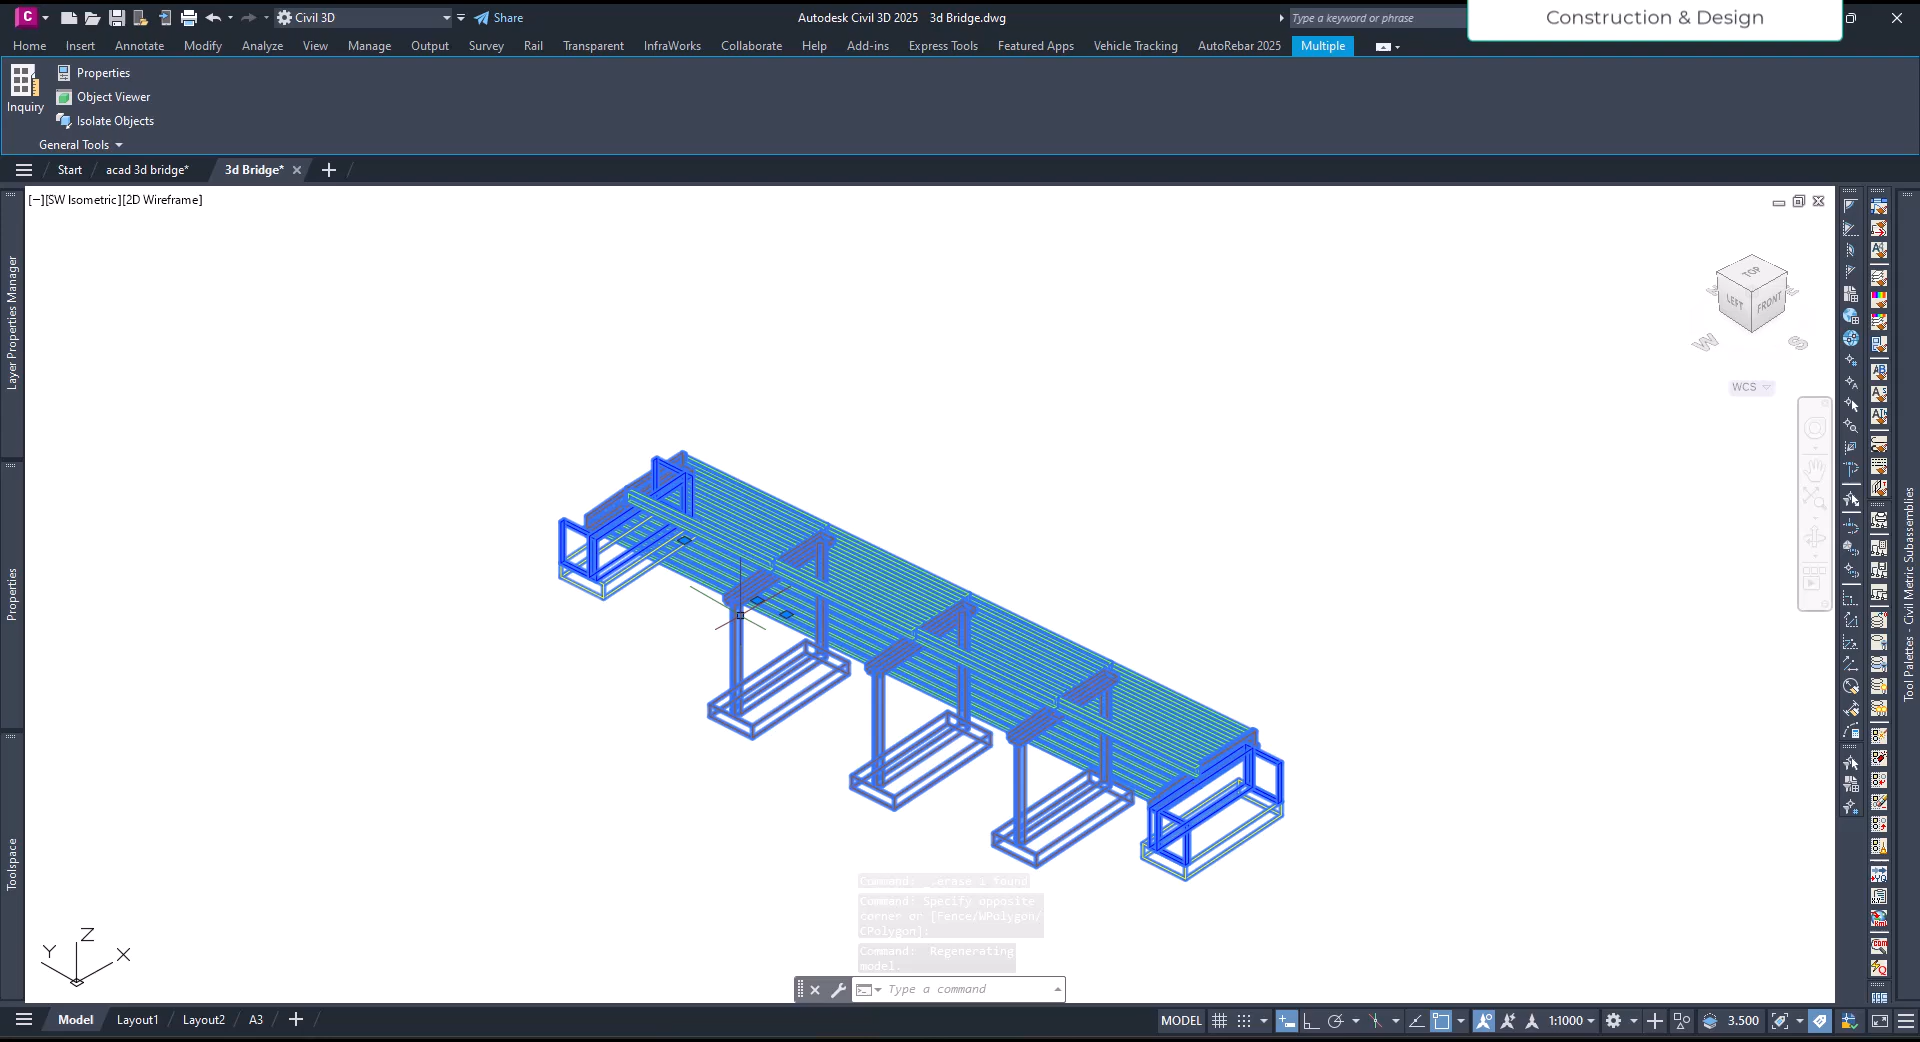 Civil 3D
Share
Autodesk Civil 3D 2025 3d Bridge.dwg
Type a keyword or phrase
Construction & Design
Home Insert Annotate Modify Analyze View Manage Output Survey Rail Transparent InfraWorks Collaborate Help Add-ins Express Tools Featured Apps Vehicle Tracking AutoRebar 2025 Multiple
Inquiry
Properties
Object Viewer
Isolate Objects
General Tools
Start acad 3d bridge* 3d Bridge*
[−][SW Isometric][2D Wireframe]
Layer Properties Manager
Properties
Toolspace
TOP
LEFT
FRONT
W
S
WCS
Tool Palettes - Civil Metric Subassemblies
Command: _.erase 1 found
Command: Specify opposite
corner or [Fence/WPolygon/
CPolygon]:
Command: Regenerating
model.
Type a command
Z
Y
X
Model Layout1 Layout2 A3
MODEL
1:1000
3.500